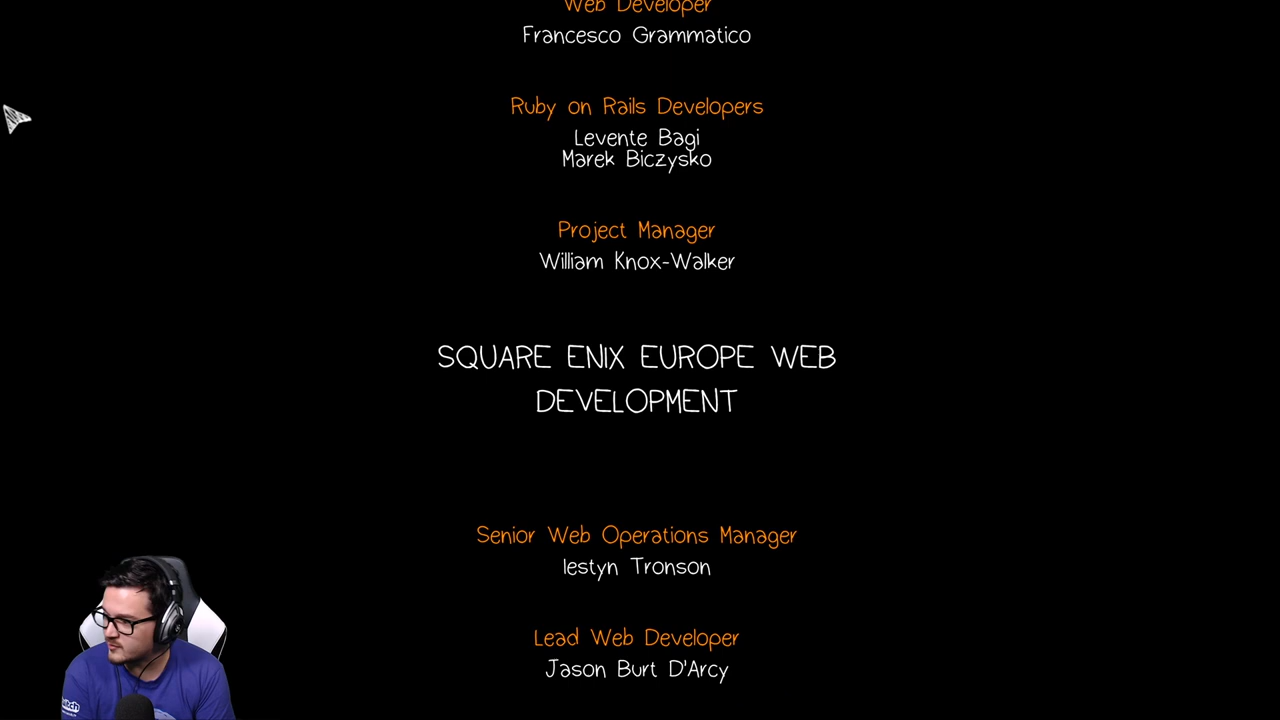 Web Developer
Francesco Grammatico
Ruby on Rails Developers
Levente Bagi
Marek Biczysko
Project Manager
William Knox-Walker
SQUARE ENIX EUROPE WEB
DEVELOPMENT
Senior Web Operations Manager
Iestyn Tronson
Lead Web Developer
Jason Burt D'Arcy